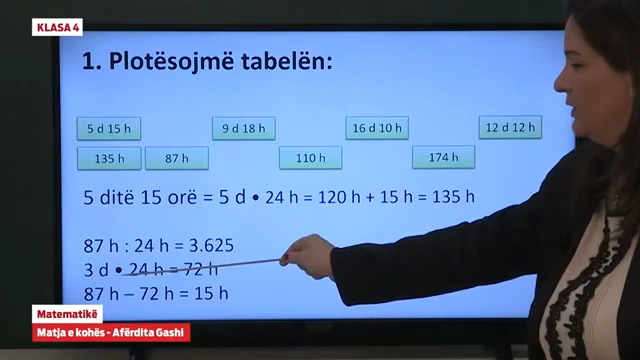 KLASA 4
1. Plotësojmë tabelën:
5 d 15 h
9 d 18 h
16 d 10 h
12 d 12 h
135 h
87 h
110 h
174 h
5 ditë 15 orë = 5 d • 24 h = 120 h + 15 h = 135 h
87 h : 24 h = 3.625
3 d • 24 h = 72 h
87 h – 72 h = 15 h
Matematikë
Matja e kohës - Afërdita Gashi